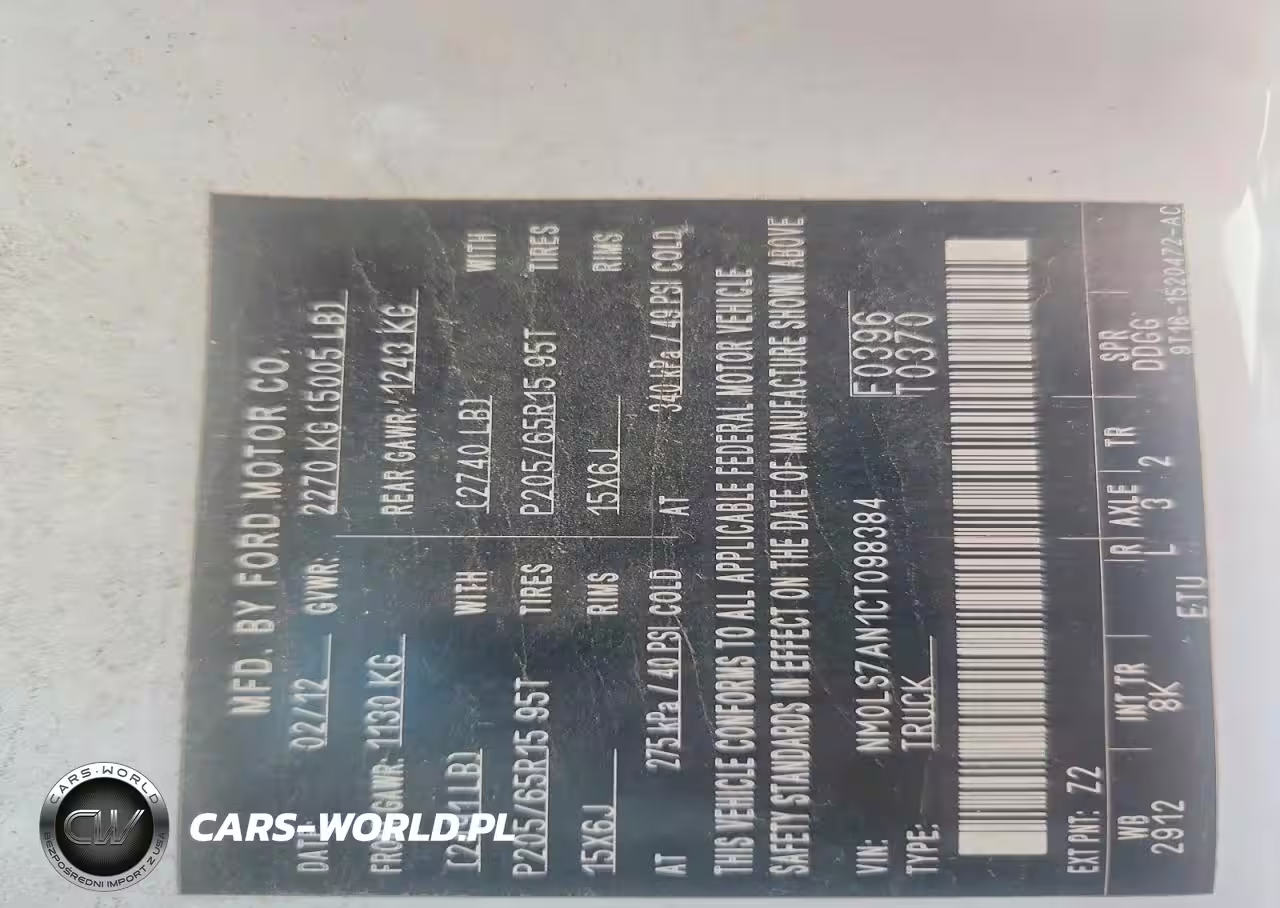 MFD. BY FORD MOTOR CO.
DATE: 02/12 GVWR: 2270 KG (5005 LB)
FRONT GAWR: 1130 KG REAR GAWR: 1243 KG
LB) WITH (2740 LB) WITH
P205/65R15 95T TIRES P205/65R15 95T TIRES
15X6J RIMS 15X6J RIMS
AT 275 kPa / 40 PSI COLD AT 340 kPa / 49 PSI COLD
THIS VEHICLE CONFORMS TO ALL APPLICABLE FEDERAL MOTOR VEHICLE
SAFETY STANDARDS IN EFFECT ON THE DATE OF MANUFACTURE SHOWN ABOVE
VIN: NM0LS7AN1CT098384 F0396
TYPE: TRUCK T0370
EXT PNT: Z2
WB INT TR R AXLE TR SPR
2912 8K L 3 2 DDGG
ETU 9T16-1520472-AC
CARS-WORLD
CW
BEZPOŚREDNI IMPORT Z USA
CARS-WORLD.PL